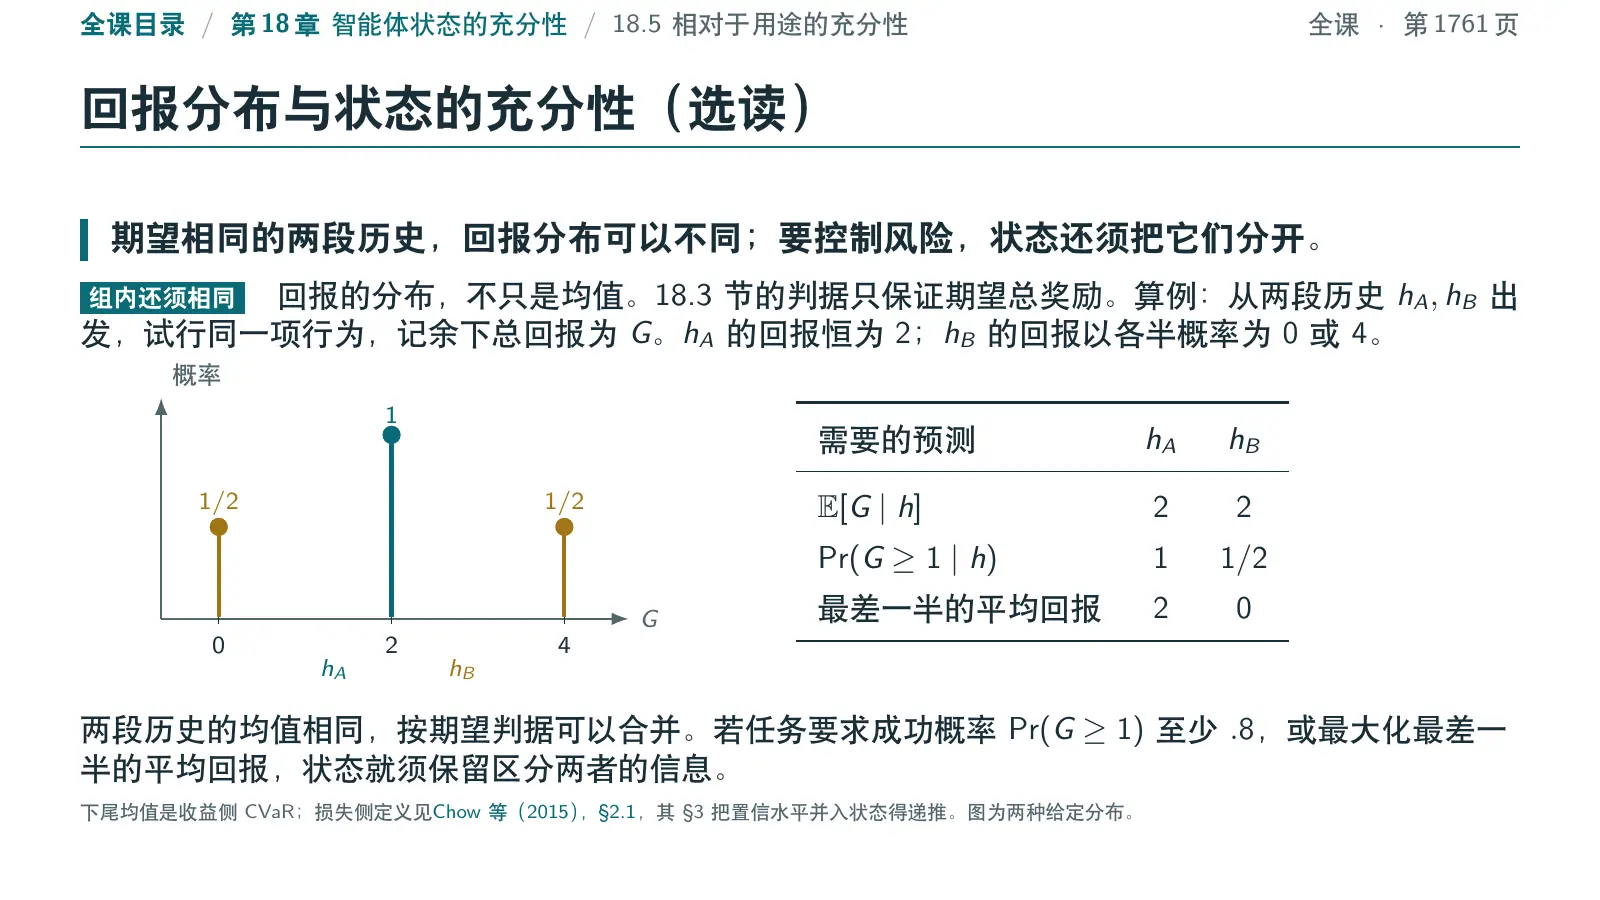 全课目录 / 第18章 智能体状态的充分性 / 18.5 相对于用途的充分性
全课 · 第1761页
回报分布与状态的充分性（选读）
期望相同的两段历史，回报分布可以不同；要控制风险，状态还须把它们分开。
组内还须相同 回报的分布，不只是均值。18.3 节的判据只保证期望总奖励。算例：从两段历史 h_A, h_B 出
发，试行同一项行为，记余下总回报为 G。h_A 的回报恒为 2；h_B 的回报以各半概率为 0 或 4。
概率
1
1/2
1/2
G
0 2 4
h_A h_B
需要的预测 h_A h_B
𝔼[G | h] 2 2
Pr(G ≥ 1 | h) 1 1/2
最差一半的平均回报 2 0
两段历史的均值相同，按期望判据可以合并。若任务要求成功概率 Pr(G ≥ 1) 至少 .8，或最大化最差一
半的平均回报，状态就须保留区分两者的信息。
下尾均值是收益侧 CVaR；损失侧定义见Chow 等（2015），§2.1，其 §3 把置信水平并入状态得递推。图为两种给定分布。